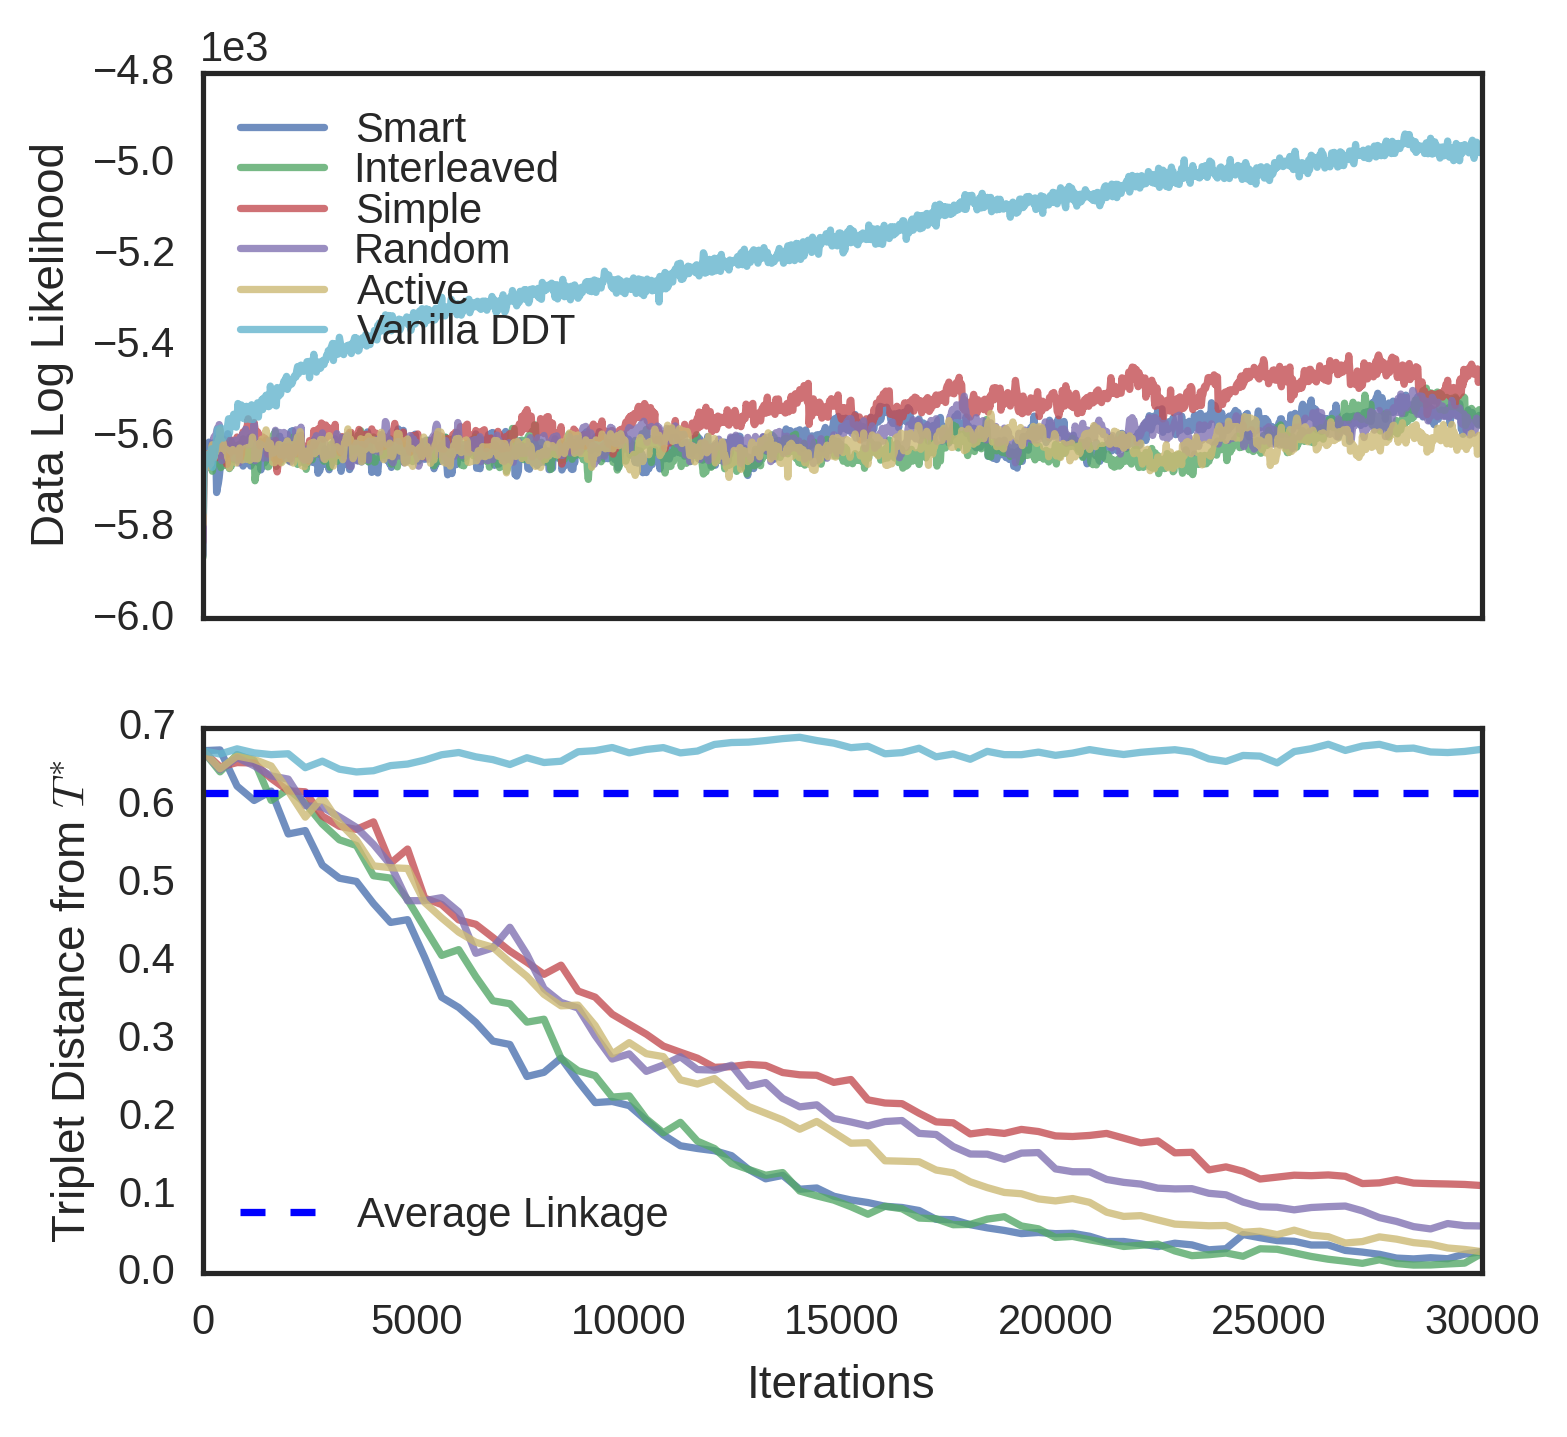 1e3
−4.8
−5.0
−5.2
−5.4
−5.6
−5.8
−6.0
Data Log Likelihood
Smart
Interleaved
Simple
Random
Active
Vanilla DDT
0.7
0.6
0.5
0.4
0.3
0.2
0.1
0.0
Triplet Distance from T*
Average Linkage
0 5000 10000 15000 20000 25000 30000
Iterations